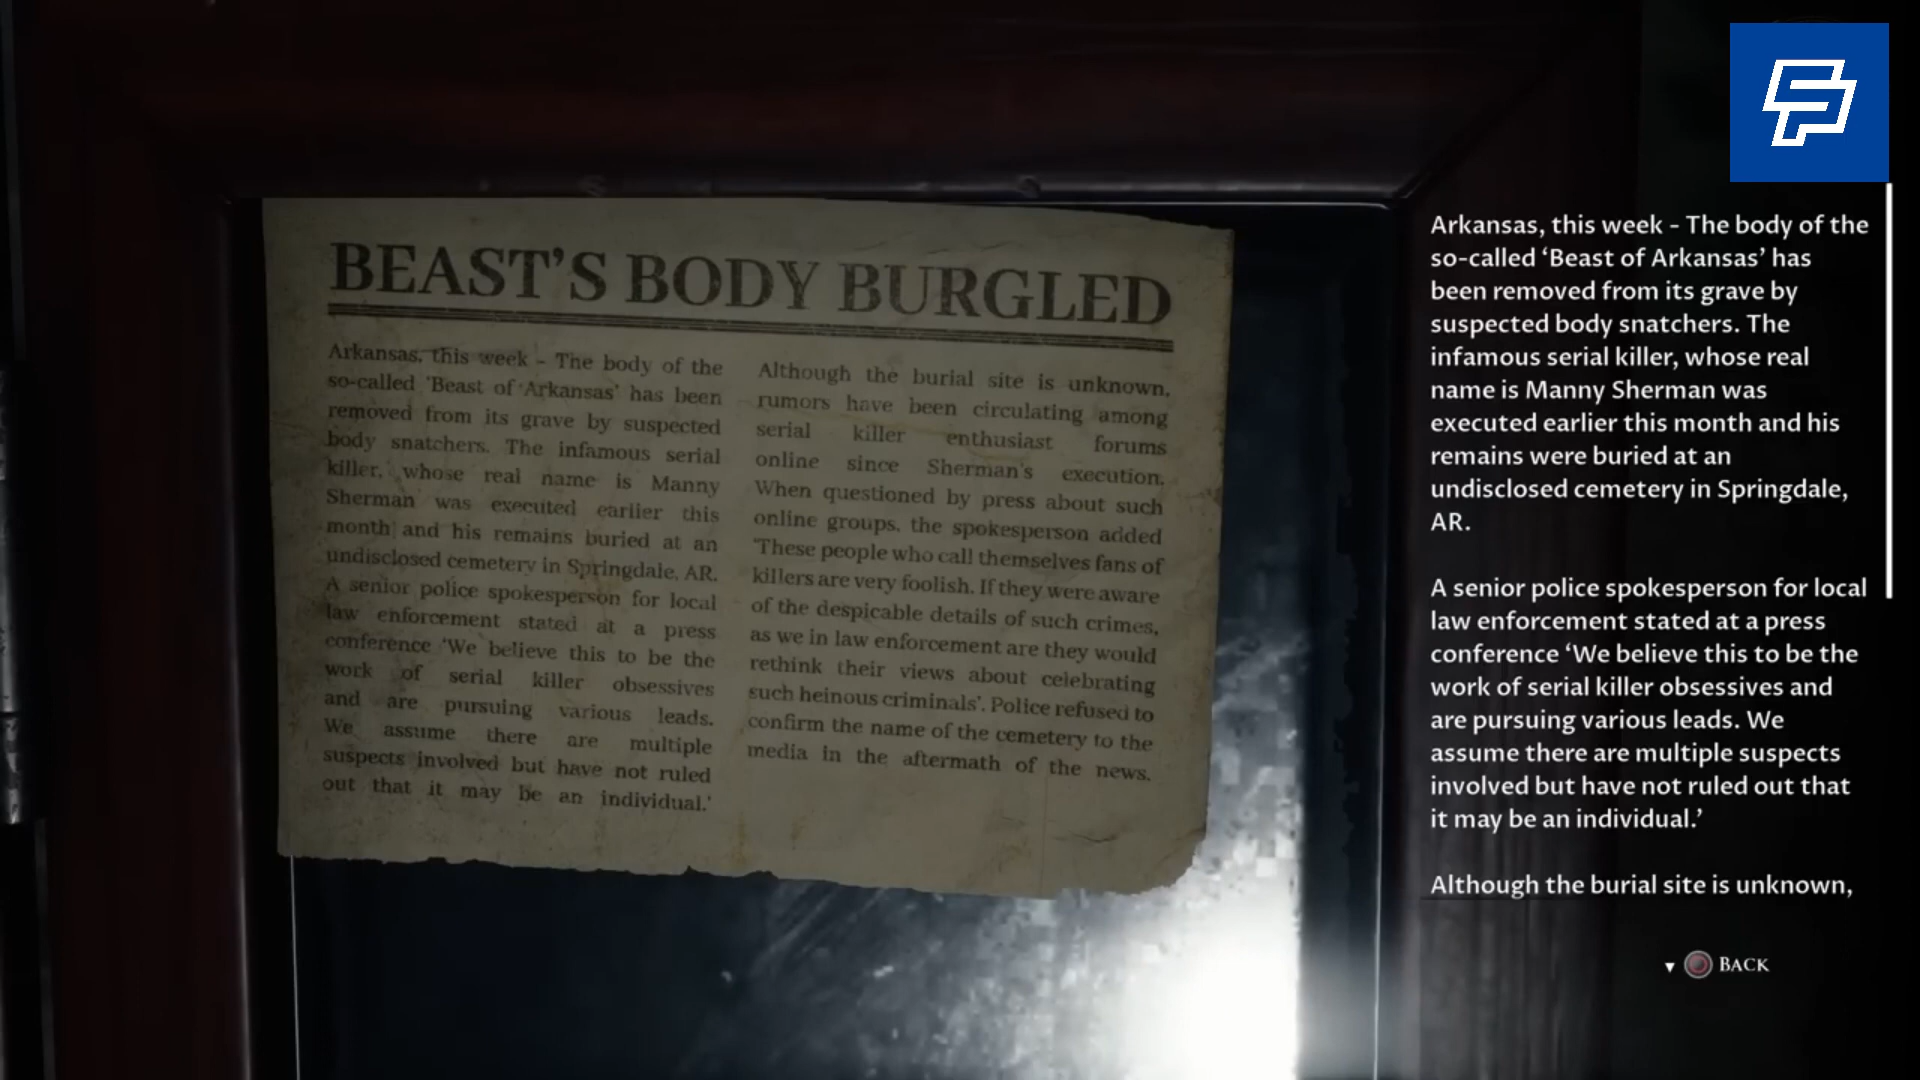 BEAST'S BODY BURGLED
Arkansas, this week - The body of the
so-called 'Beast of Arkansas' has been
removed from its grave by suspected
body snatchers. The infamous serial
killer, whose real name is Manny
Sherman was executed earlier this
month and his remains buried at an
undisclosed cemetery in Springdale, AR.
A senior police spokesperson for local
law enforcement stated at a press
conference 'We believe this to be the
work of serial killer obsessives
and are pursuing various leads.
We assume there are multiple
suspects involved but have not ruled
out that it may be an individual.'
Although the burial site is unknown,
rumors have been circulating among
serial killer enthusiast forums
online since Sherman's execution.
When questioned by press about such
online groups, the spokesperson added
'These people who call themselves fans of
killers are very foolish. If they were aware
of the despicable details of such crimes,
as we in law enforcement are they would
rethink their views about celebrating
such heinous criminals'. Police refused to
confirm the name of the cemetery to the
media in the aftermath of the news.
Arkansas, this week - The body of the
so-called ‘Beast of Arkansas’ has
been removed from its grave by
suspected body snatchers. The
infamous serial killer, whose real
name is Manny Sherman was
executed earlier this month and his
remains were buried at an
undisclosed cemetery in Springdale,
AR.
A senior police spokesperson for local
law enforcement stated at a press
conference ‘We believe this to be the
work of serial killer obsessives and
are pursuing various leads. We
assume there are multiple suspects
involved but have not ruled out that
it may be an individual.’
Although the burial site is unknown,
BACK